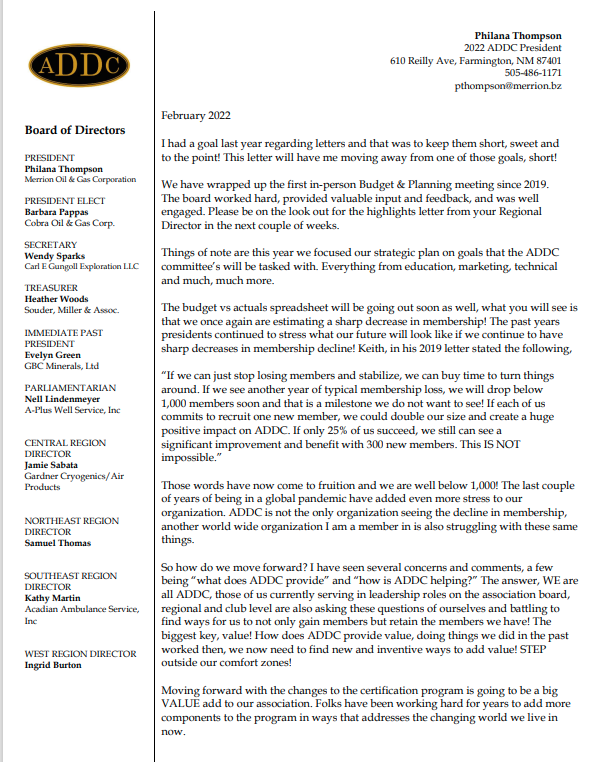 Philana Thompson
2022 ADDC President
610 Reilly Ave, Farmington, NM 87401
505-486-1171
pthompson@merrion.bz
ADDC
Board of Directors
PRESIDENT
Philana Thompson
Merrion Oil & Gas Corporation
PRESIDENT ELECT
Barbara Pappas
Cobra Oil & Gas Corp.
SECRETARY
Wendy Sparks
Carl E Gungoll Exploration LLC
TREASURER
Heather Woods
Souder, Miller & Assoc.
IMMEDIATE PAST
PRESIDENT
Evelyn Green
GBC Minerals, Ltd
PARLIAMENTARIAN
Nell Lindenmeyer
A-Plus Well Service, Inc
CENTRAL REGION
DIRECTOR
Jamie Sabata
Gardner Cryogenics/Air
Products
NORTHEAST REGION
DIRECTOR
Samuel Thomas
SOUTHEAST REGION
DIRECTOR
Kathy Martin
Acadian Ambulance Service,
Inc
WEST REGION DIRECTOR
Ingrid Burton
February 2022
I had a goal last year regarding letters and that was to keep them short, sweet and
to the point! This letter will have me moving away from one of those goals, short!
We have wrapped up the first in-person Budget & Planning meeting since 2019.
The board worked hard, provided valuable input and feedback, and was well
engaged. Please be on the look out for the highlights letter from your Regional
Director in the next couple of weeks.
Things of note are this year we focused our strategic plan on goals that the ADDC
committee's will be tasked with. Everything from education, marketing, technical
and much, much more.
The budget vs actuals spreadsheet will be going out soon as well, what you will see is
that we once again are estimating a sharp decrease in membership! The past years
presidents continued to stress what our future will look like if we continue to have
sharp decreases in membership decline! Keith, in his 2019 letter stated the following,
“If we can just stop losing members and stabilize, we can buy time to turn things
around. If we see another year of typical membership loss, we will drop below
1,000 members soon and that is a milestone we do not want to see! If each of us
commits to recruit one new member, we could double our size and create a huge
positive impact on ADDC. If only 25% of us succeed, we still can see a
significant improvement and benefit with 300 new members. This IS NOT
impossible.”
Those words have now come to fruition and we are well below 1,000! The last couple
of years of being in a global pandemic have added even more stress to our
organization. ADDC is not the only organization seeing the decline in membership,
another world wide organization I am a member in is also struggling with these same
things.
So how do we move forward? I have seen several concerns and comments, a few
being “what does ADDC provide” and “how is ADDC helping?” The answer, WE are
all ADDC, those of us currently serving in leadership roles on the association board,
regional and club level are also asking these questions of ourselves and battling to
find ways for us to not only gain members but retain the members we have! The
biggest key, value! How does ADDC provide value, doing things we did in the past
worked then, we now need to find new and inventive ways to add value! STEP
outside our comfort zones!
Moving forward with the changes to the certification program is going to be a big
VALUE add to our association. Folks have been working hard for years to add more
components to the program in ways that addresses the changing world we live in
now.